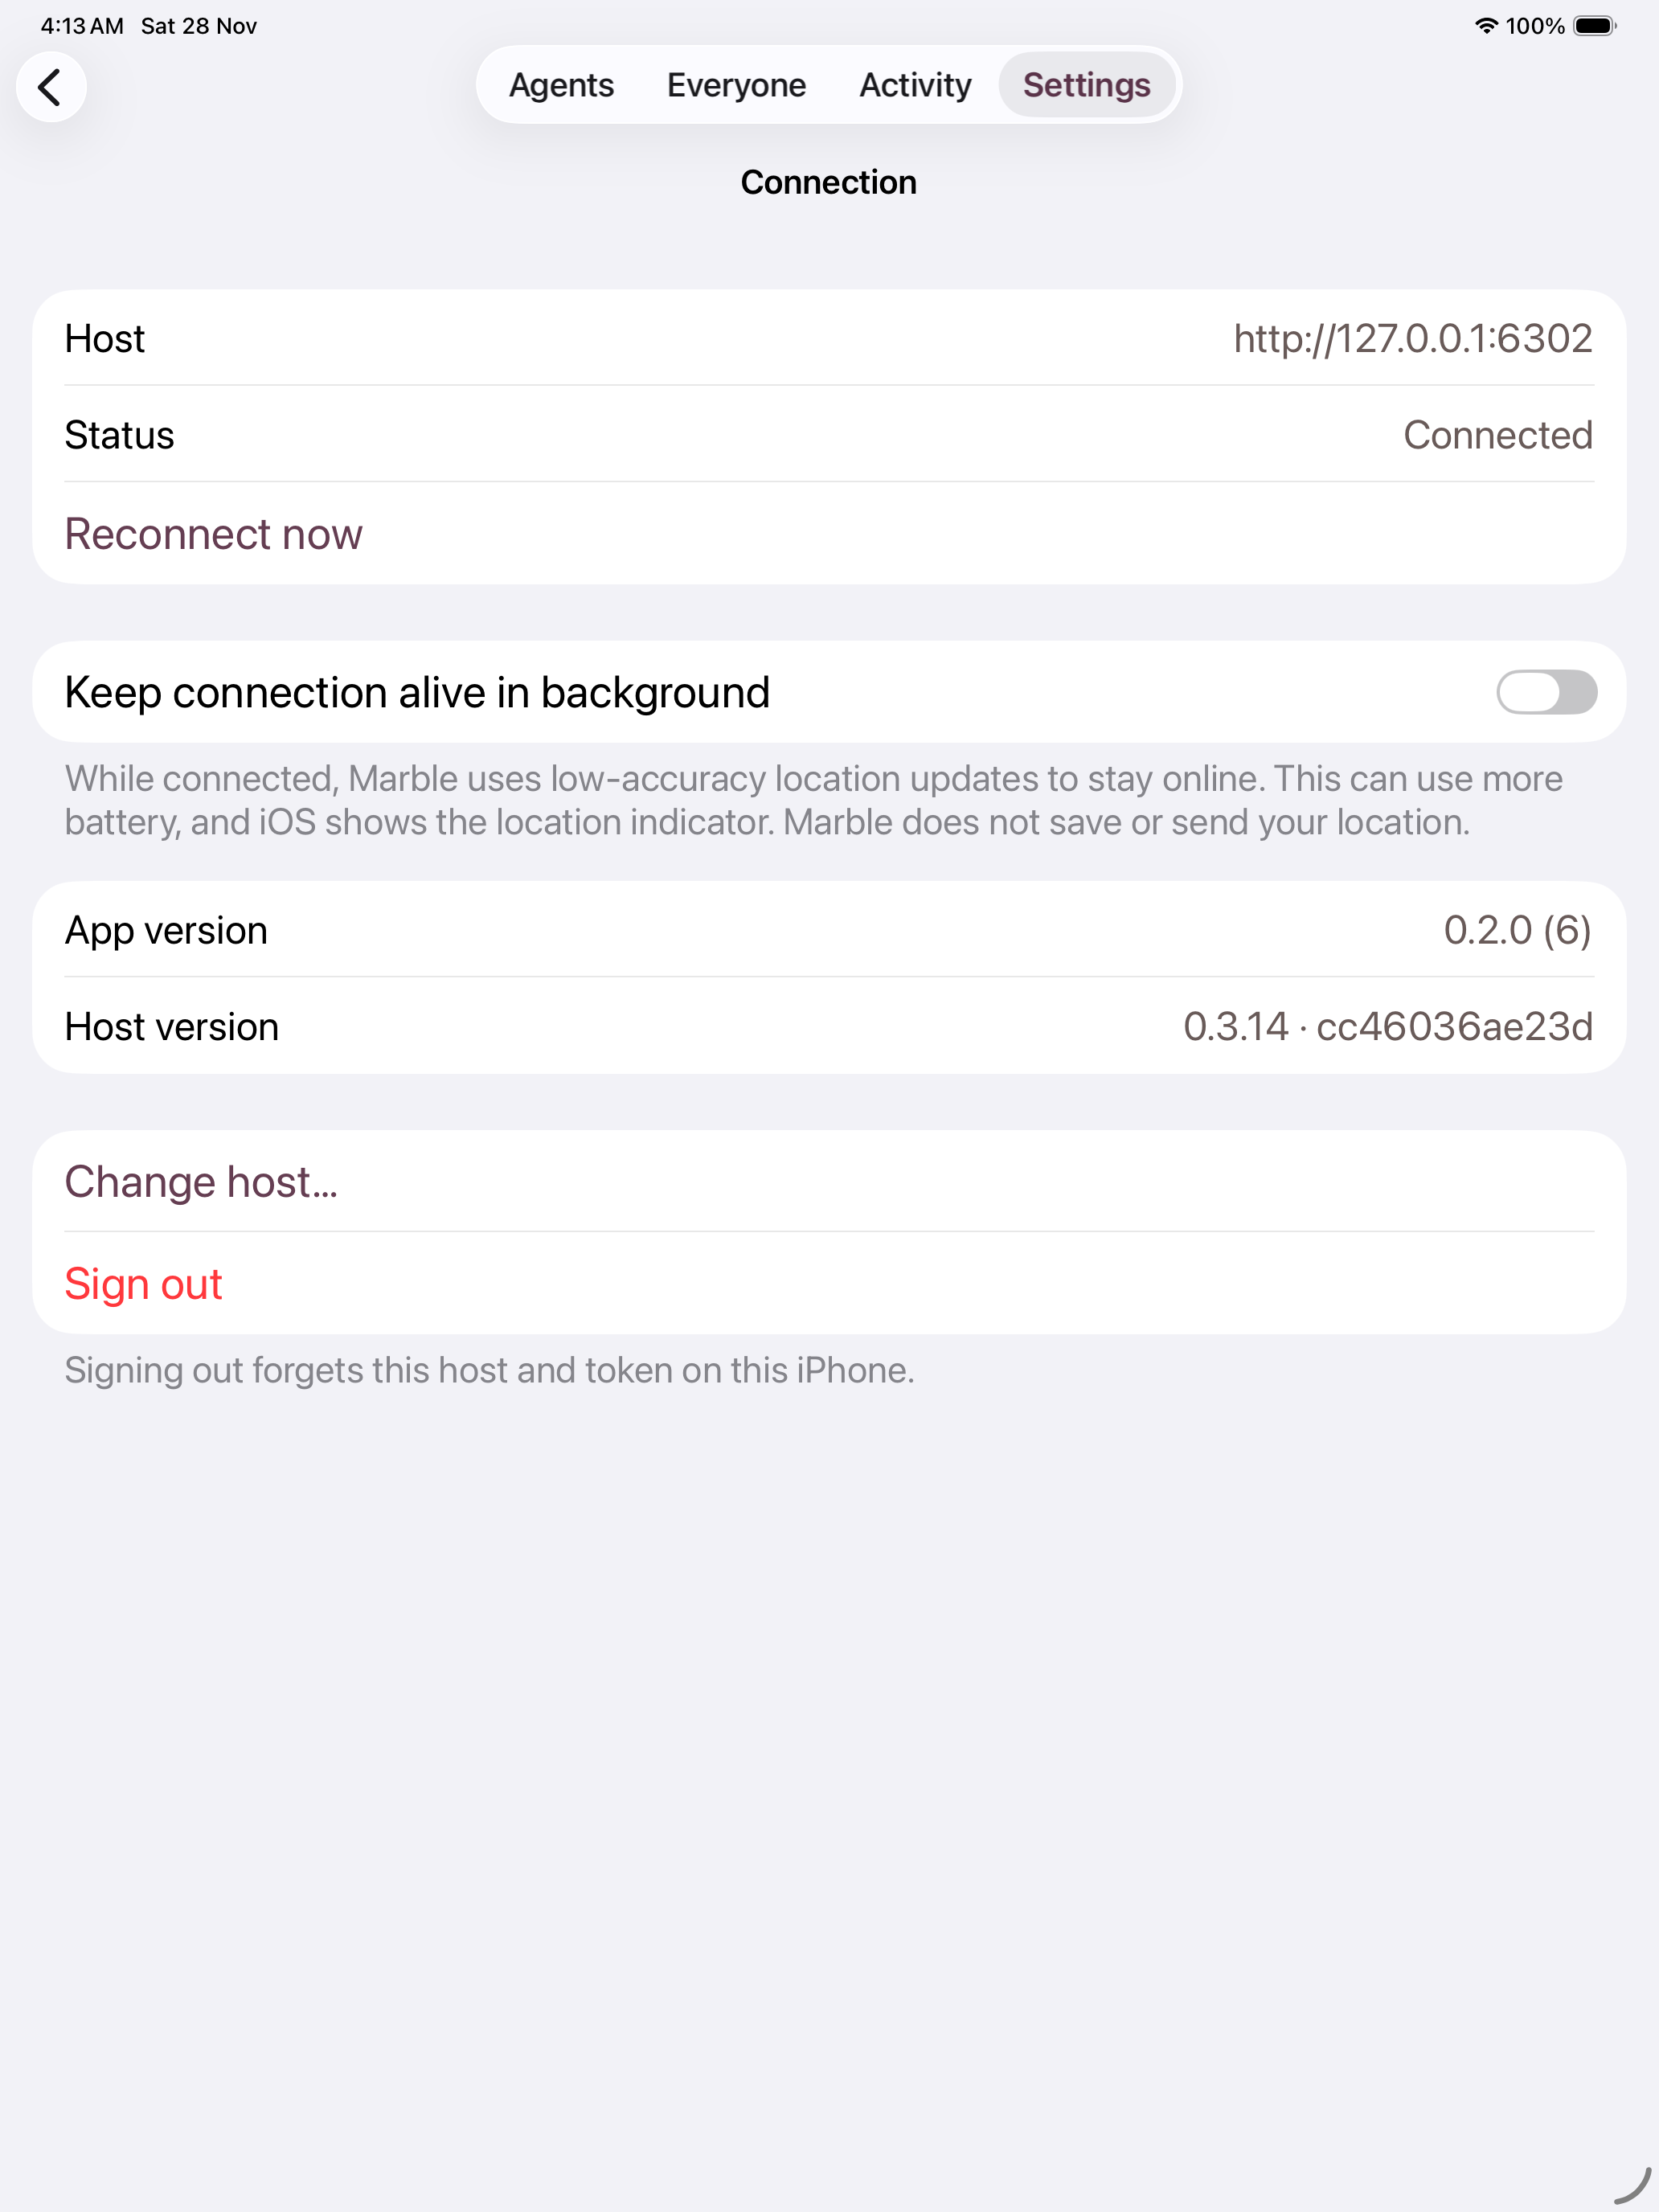 4:13 AM Sat 28 Nov
100%
Agents Everyone Activity Settings
Connection
Host http://127.0.0.1:6302
Status Connected
Reconnect now
Keep connection alive in background
While connected, Marble uses low-accuracy location updates to stay online. This can use more
battery, and iOS shows the location indicator. Marble does not save or send your location.
App version 0.2.0 (6)
Host version 0.3.14 · cc46036ae23d
Change host…
Sign out
Signing out forgets this host and token on this iPhone.